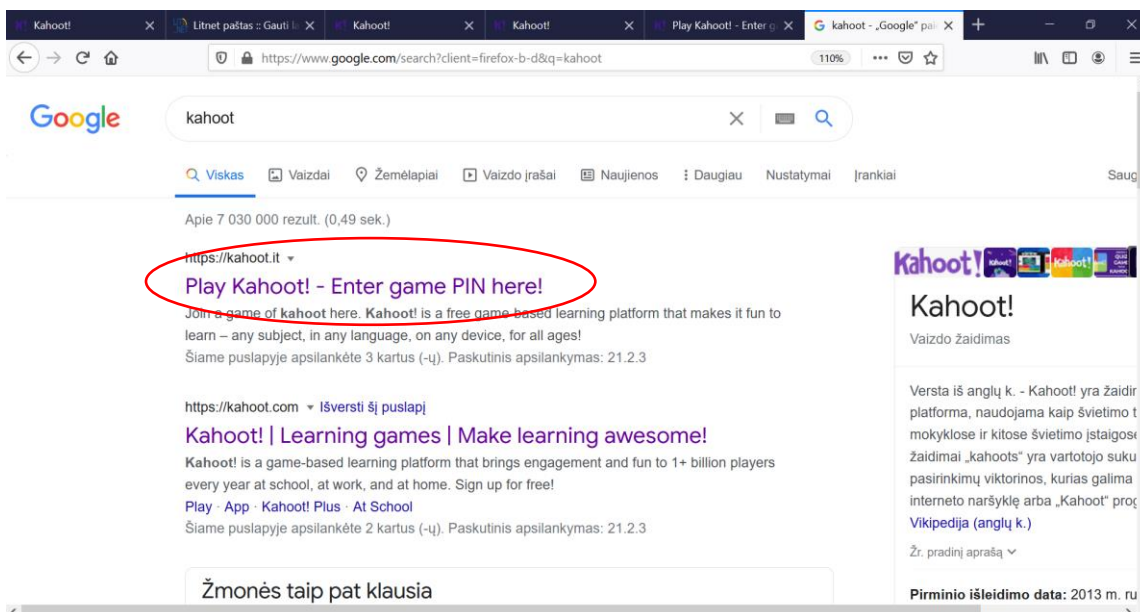 Kahoot!
Litnet paštas :: Gauti
Kahoot!
Kahoot!
Play Kahoot! - Enter
kahoot - „Google“ pai
https://www.google.com/search?client=firefox-b-d&q=kahoot
110%
Google
kahoot
Viskas
Vaizdai
Žemėlapiai
Vaizdo įrašai
Naujienos
Daugiau
Nustatymai
Įrankiai
Saug
Apie 7 030 000 rezult. (0,49 sek.)
https://kahoot.it
Play Kahoot! - Enter game PIN here!
Join a game of kahoot here. Kahoot! is a free game-based learning platform that makes it fun to
learn – any subject, in any language, on any device, for all ages!
Šiame puslapyje apsilankėte 3 kartus (-ų). Paskutinis apsilankymas: 21.2.3
https://kahoot.com Išversti šį puslapį
Kahoot! | Learning games | Make learning awesome!
Kahoot! is a game-based learning platform that brings engagement and fun to 1+ billion players
every year at school, at work, and at home. Sign up for free!
Play · App · Kahoot! Plus · At School
Šiame puslapyje apsilankėte 2 kartus (-ų). Paskutinis apsilankymas: 21.2.3
Žmonės taip pat klausia
Kahoot!
Kahoot!
Vaizdo žaidimas
Versta iš anglų k. - Kahoot! yra žaidir
platforma, naudojama kaip švietimo t
mokyklose ir kitose švietimo įstaigose
žaidimai „kahoots“ yra vartotojo suku
pasirinkimų viktorinos, kurias galima
interneto naršyklę arba „Kahoot“ prog
Vikipedija (anglų k.)
Žr. pradinį aprašą
Pirminio išleidimo data: 2013 m. ru